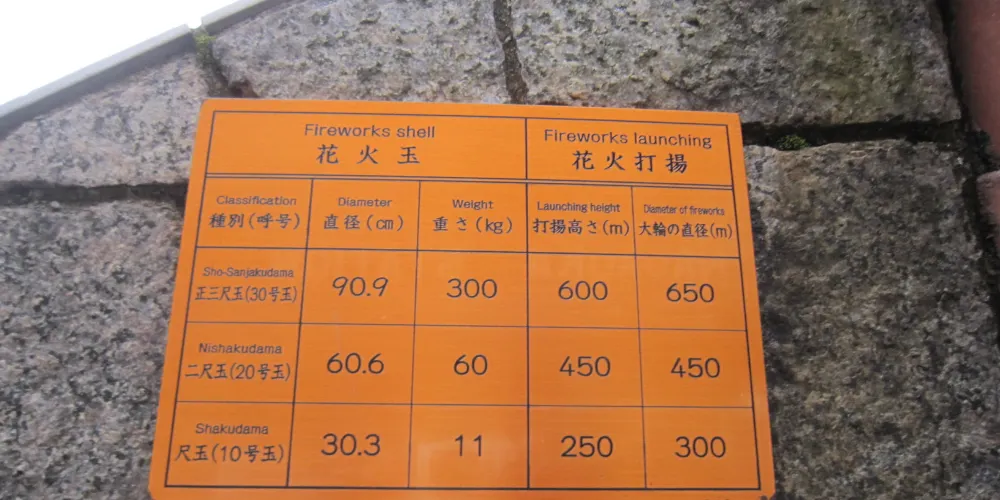 Fireworks shell
花火玉
Fireworks launching
花火打揚
Classification
種別(呼号)
Diameter
直径(cm)
Weight
重さ(kg)
Launching height
打揚高さ(m)
Diameter of fireworks
大輪の直径(m)
Sho-Sanjakudama
正三尺玉(30号玉)
90.9
300
600
650
Nishakudama
二尺玉(20号玉)
60.6
60
450
450
Shakudama
尺玉(10号玉)
30.3
11
250
300